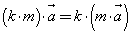 (k·m)·a⃗ = k·(m·a⃗)